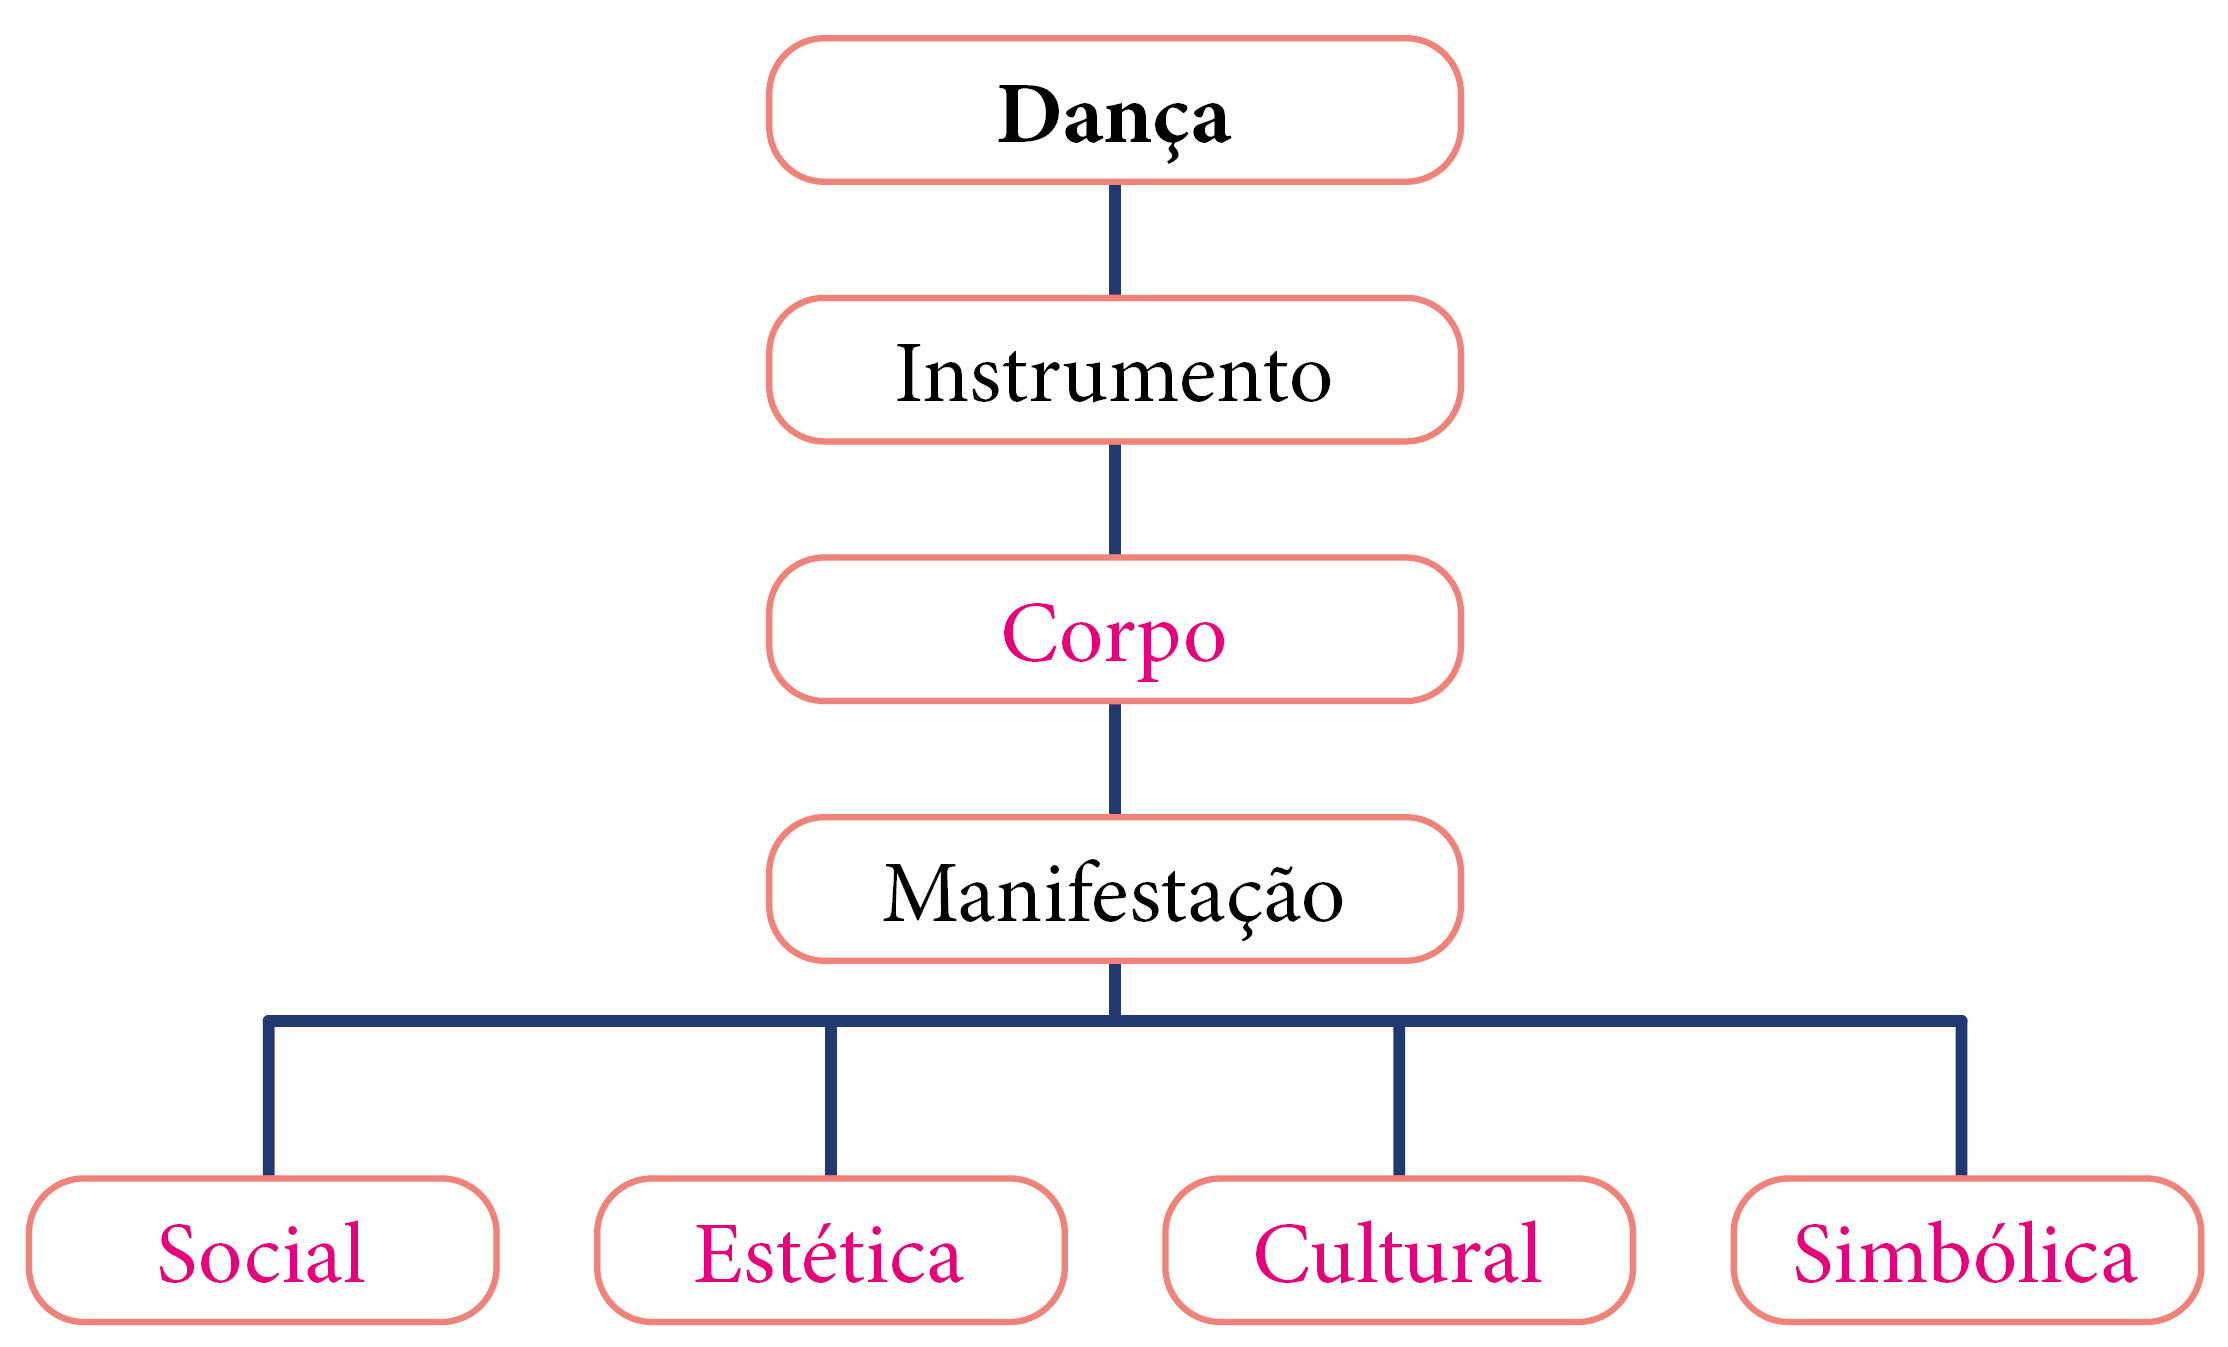 Dança
Instrumento
Corpo
Manifestação
Social
Estética
Cultural
Simbólica